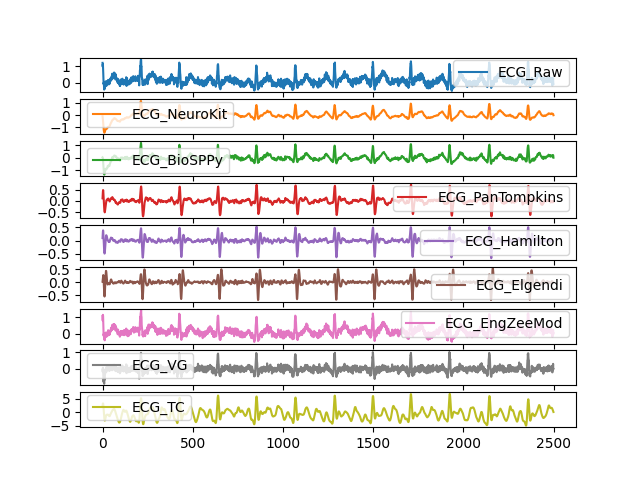 1
0
ECG_Raw
1
0
−1
ECG_NeuroKit
1
0
−1
ECG_BioSPPy
0.5
0.0
−0.5
ECG_PanTompkins
0.5
0.0
−0.5
ECG_Hamilton
0.5
0.0
−0.5
ECG_Elgendi
1
0
ECG_EngZeeMod
1
0
ECG_VG
5
0
−5
ECG_TC
0 500 1000 1500 2000 2500